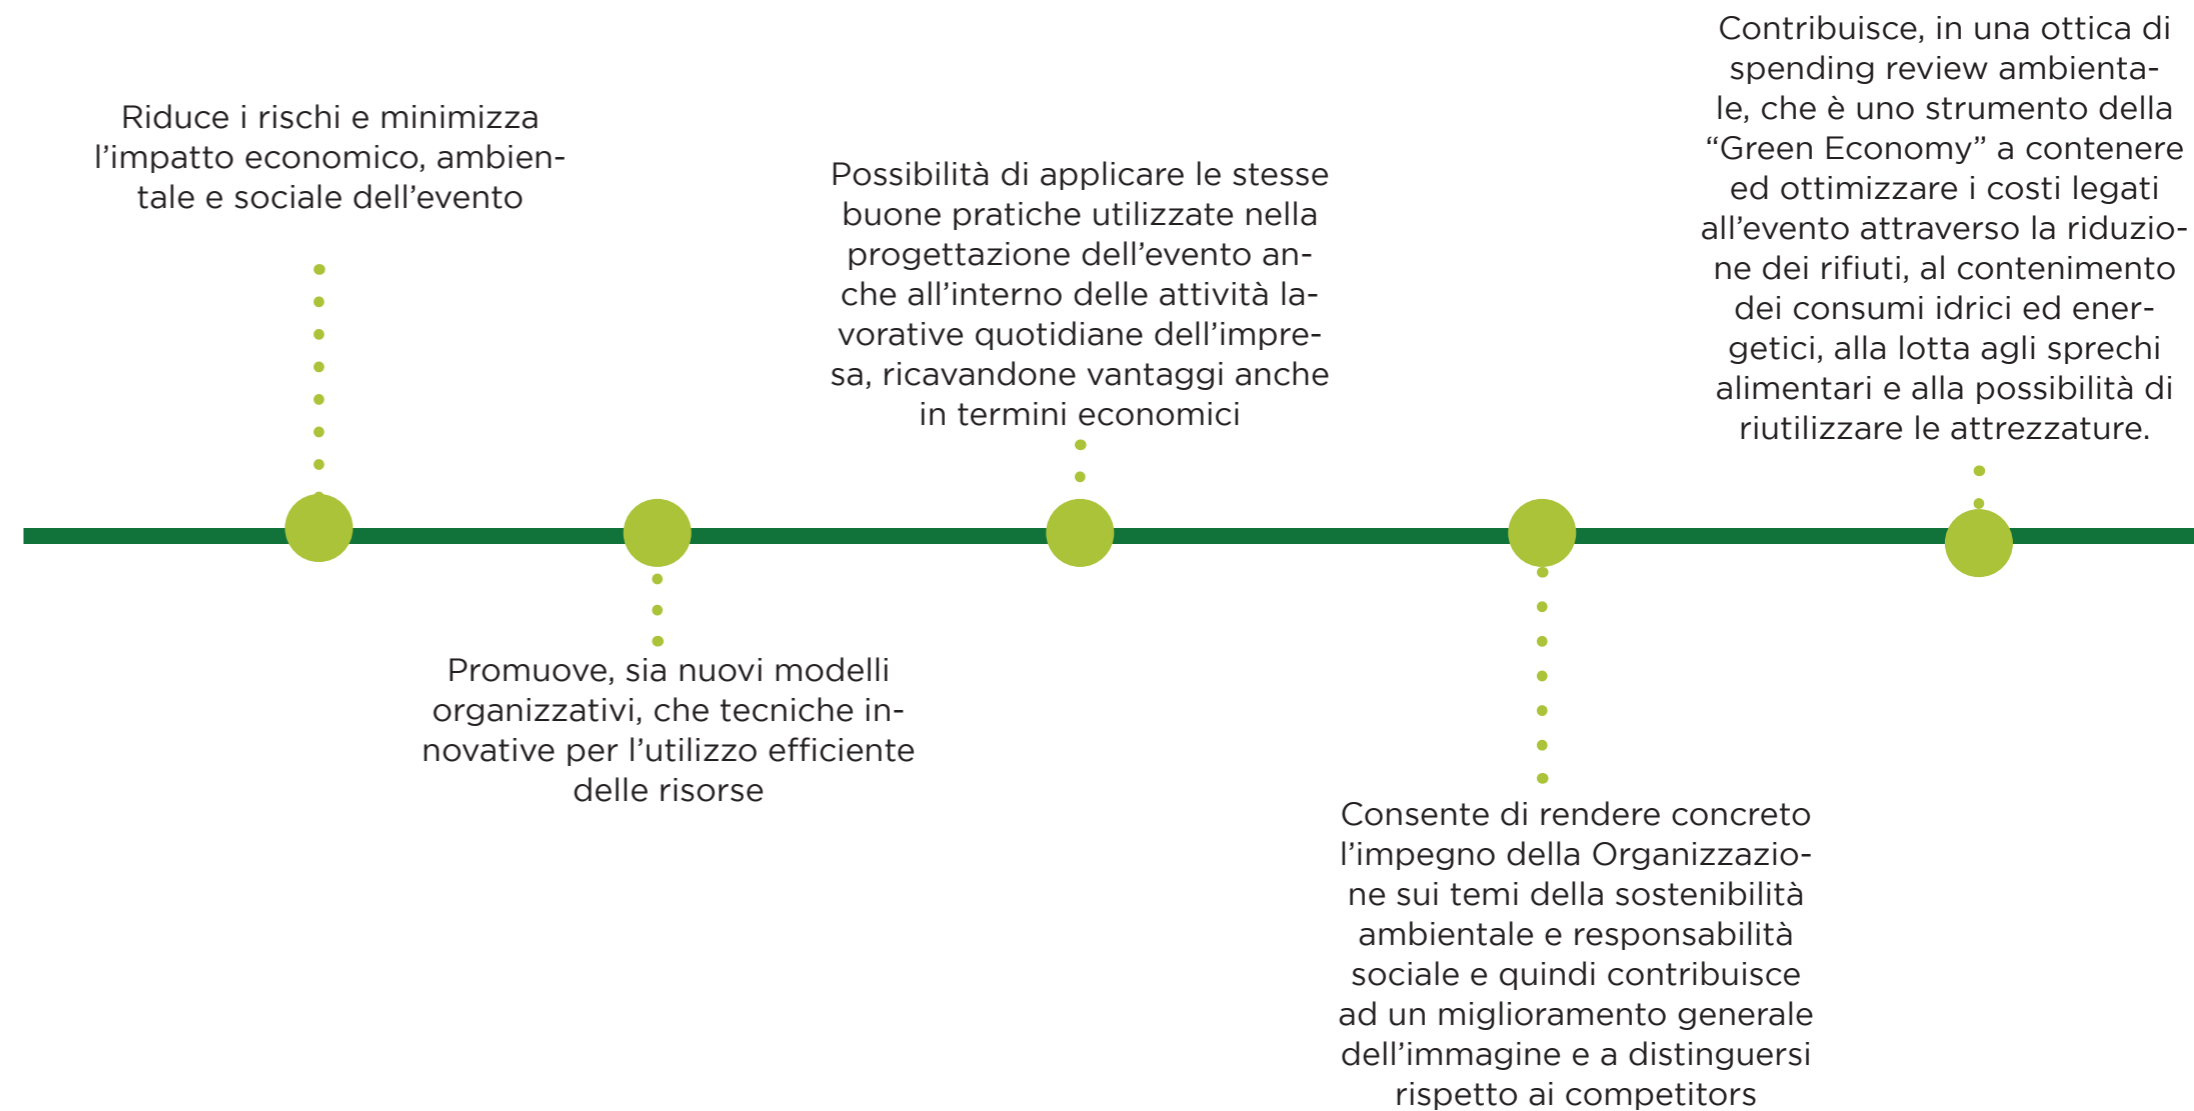 Riduce i rischi e minimizza
l’impatto economico, ambien-
tale e sociale dell’evento
Promuove, sia nuovi modelli
organizzativi, che tecniche in-
novative per l’utilizzo efficiente
delle risorse
Possibilità di applicare le stesse
buone pratiche utilizzate nella
progettazione dell’evento an-
che all’interno delle attività la-
vorative quotidiane dell’impre-
sa, ricavandone vantaggi anche
in termini economici
Consente di rendere concreto
l’impegno della Organizzazio-
ne sui temi della sostenibilità
ambientale e responsabilità
sociale e quindi contribuisce
ad un miglioramento generale
dell’immagine e a distinguersi
rispetto ai competitors
Contribuisce, in una ottica di
spending review ambienta-
le, che è uno strumento della
“Green Economy” a contenere
ed ottimizzare i costi legati
all’evento attraverso la riduzio-
ne dei rifiuti, al contenimento
dei consumi idrici ed ener-
getici, alla lotta agli sprechi
alimentari e alla possibilità di
riutilizzare le attrezzature.